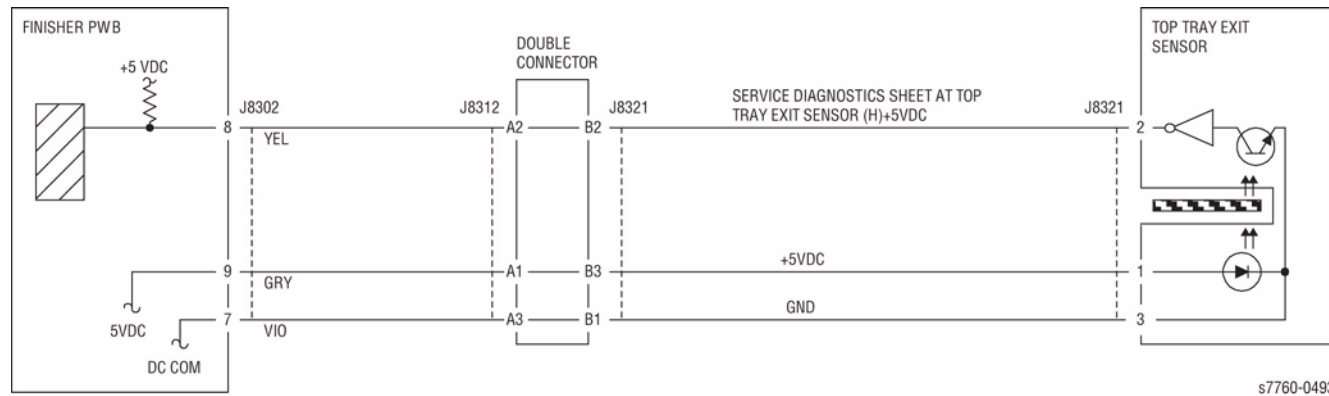 FINISHER PWB
+5 VDC
J8302
8
YEL
9
GRY
7
VIO
5VDC
DC COM
DOUBLE
CONNECTOR
J8312
A2
B2
A1
B3
A3
B1
J8321
SERVICE DIAGNOSTICS SHEET AT TOP
TRAY EXIT SENSOR (H)+5VDC
+5VDC
GND
J8321
2
1
3
TOP TRAY EXIT
SENSOR